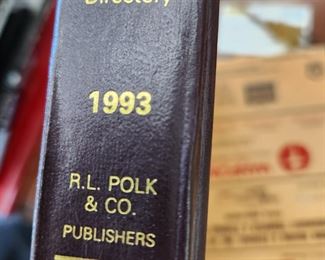 Directory
1993
R.L. POLK
& CO.
PUBLISHERS